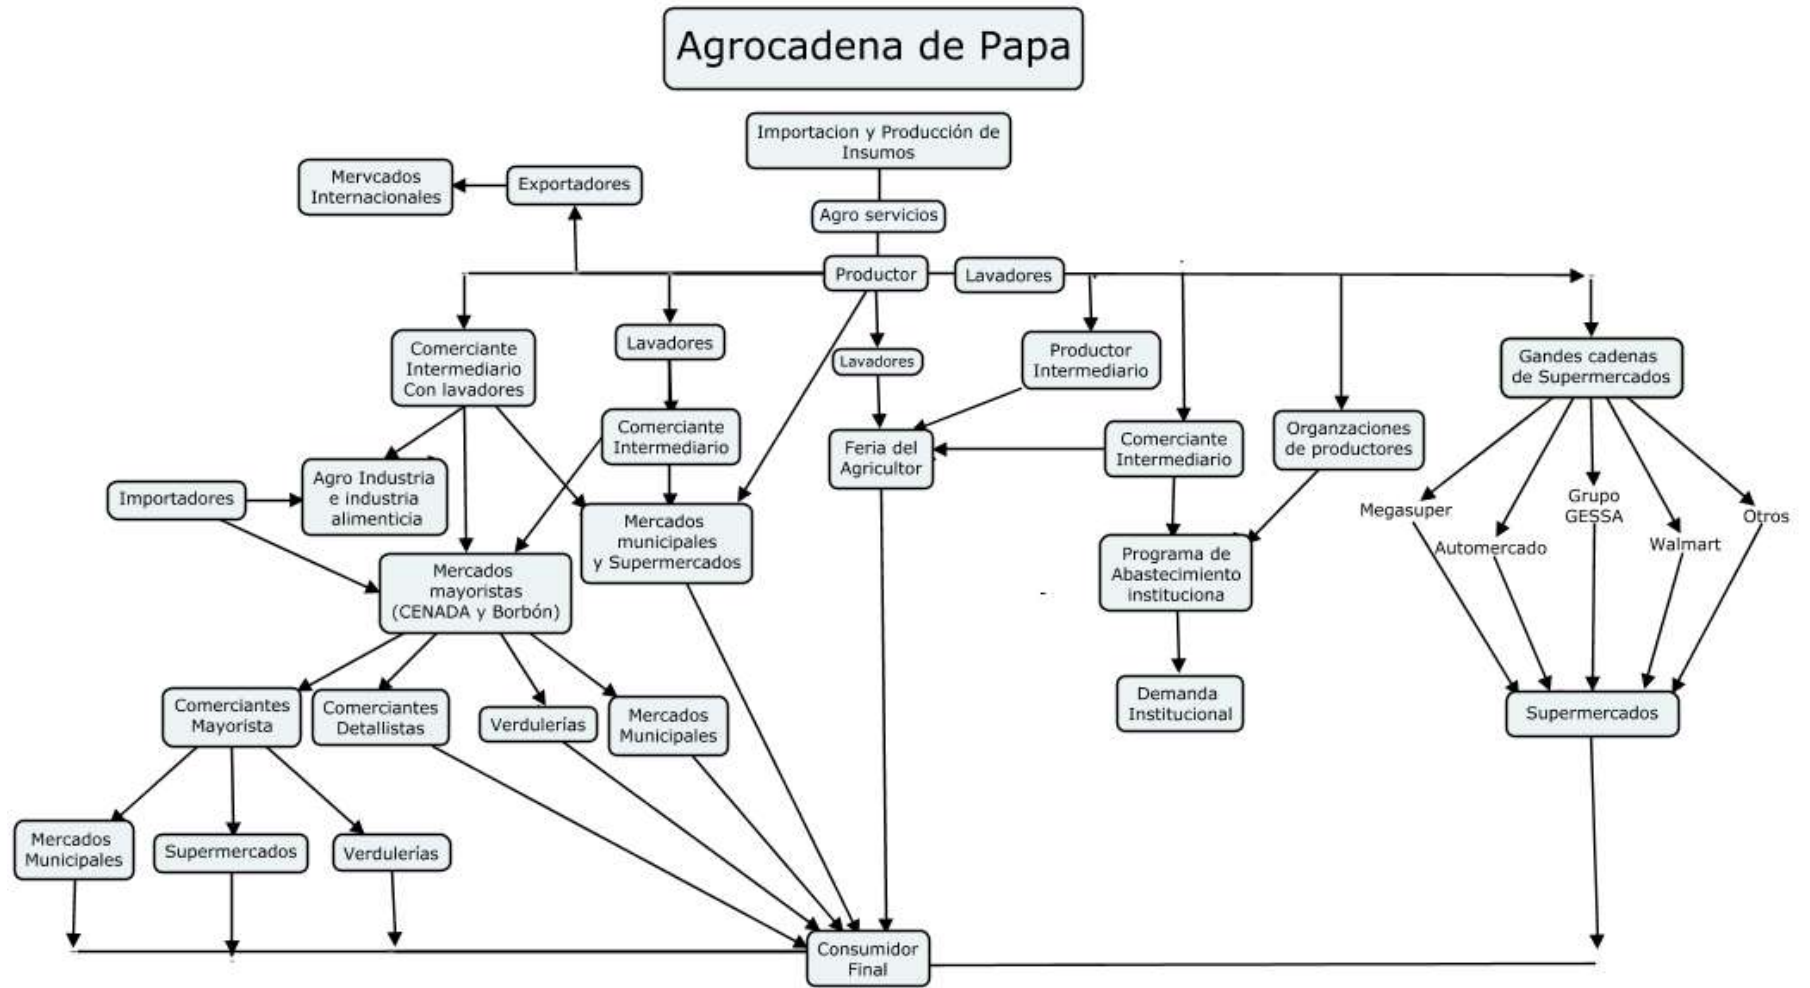 Agrocadena de Papa
Importacion y Producción de
Insumos
Mervcados
Internacionales
Exportadores
Agro servicios
Productor
Lavadores
Comerciante
Intermediario
Con lavadores
Lavadores
Lavadores
Productor
Intermediario
Gandes cadenas
de Supermercados
Comerciante
Intermediario
Feria del
Agricultor
Comerciante
Intermediario
Organzaciones
de productores
Importadores
Agro Industria
e industria
alimenticia
Mercados
municipales
y Supermercados
Megasuper
Grupo
GESSA
Otros
Automercado
Walmart
Mercados
mayoristas
(CENADA y Borbón)
Programa de
Abastecimiento
instituciona
Comerciantes
Mayorista
Comerciantes
Detallistas
Verdulerías
Mercados
Municipales
Demanda
Institucional
Supermercados
Mercados
Municipales
Supermercados
Verdulerías
Consumidor
Final